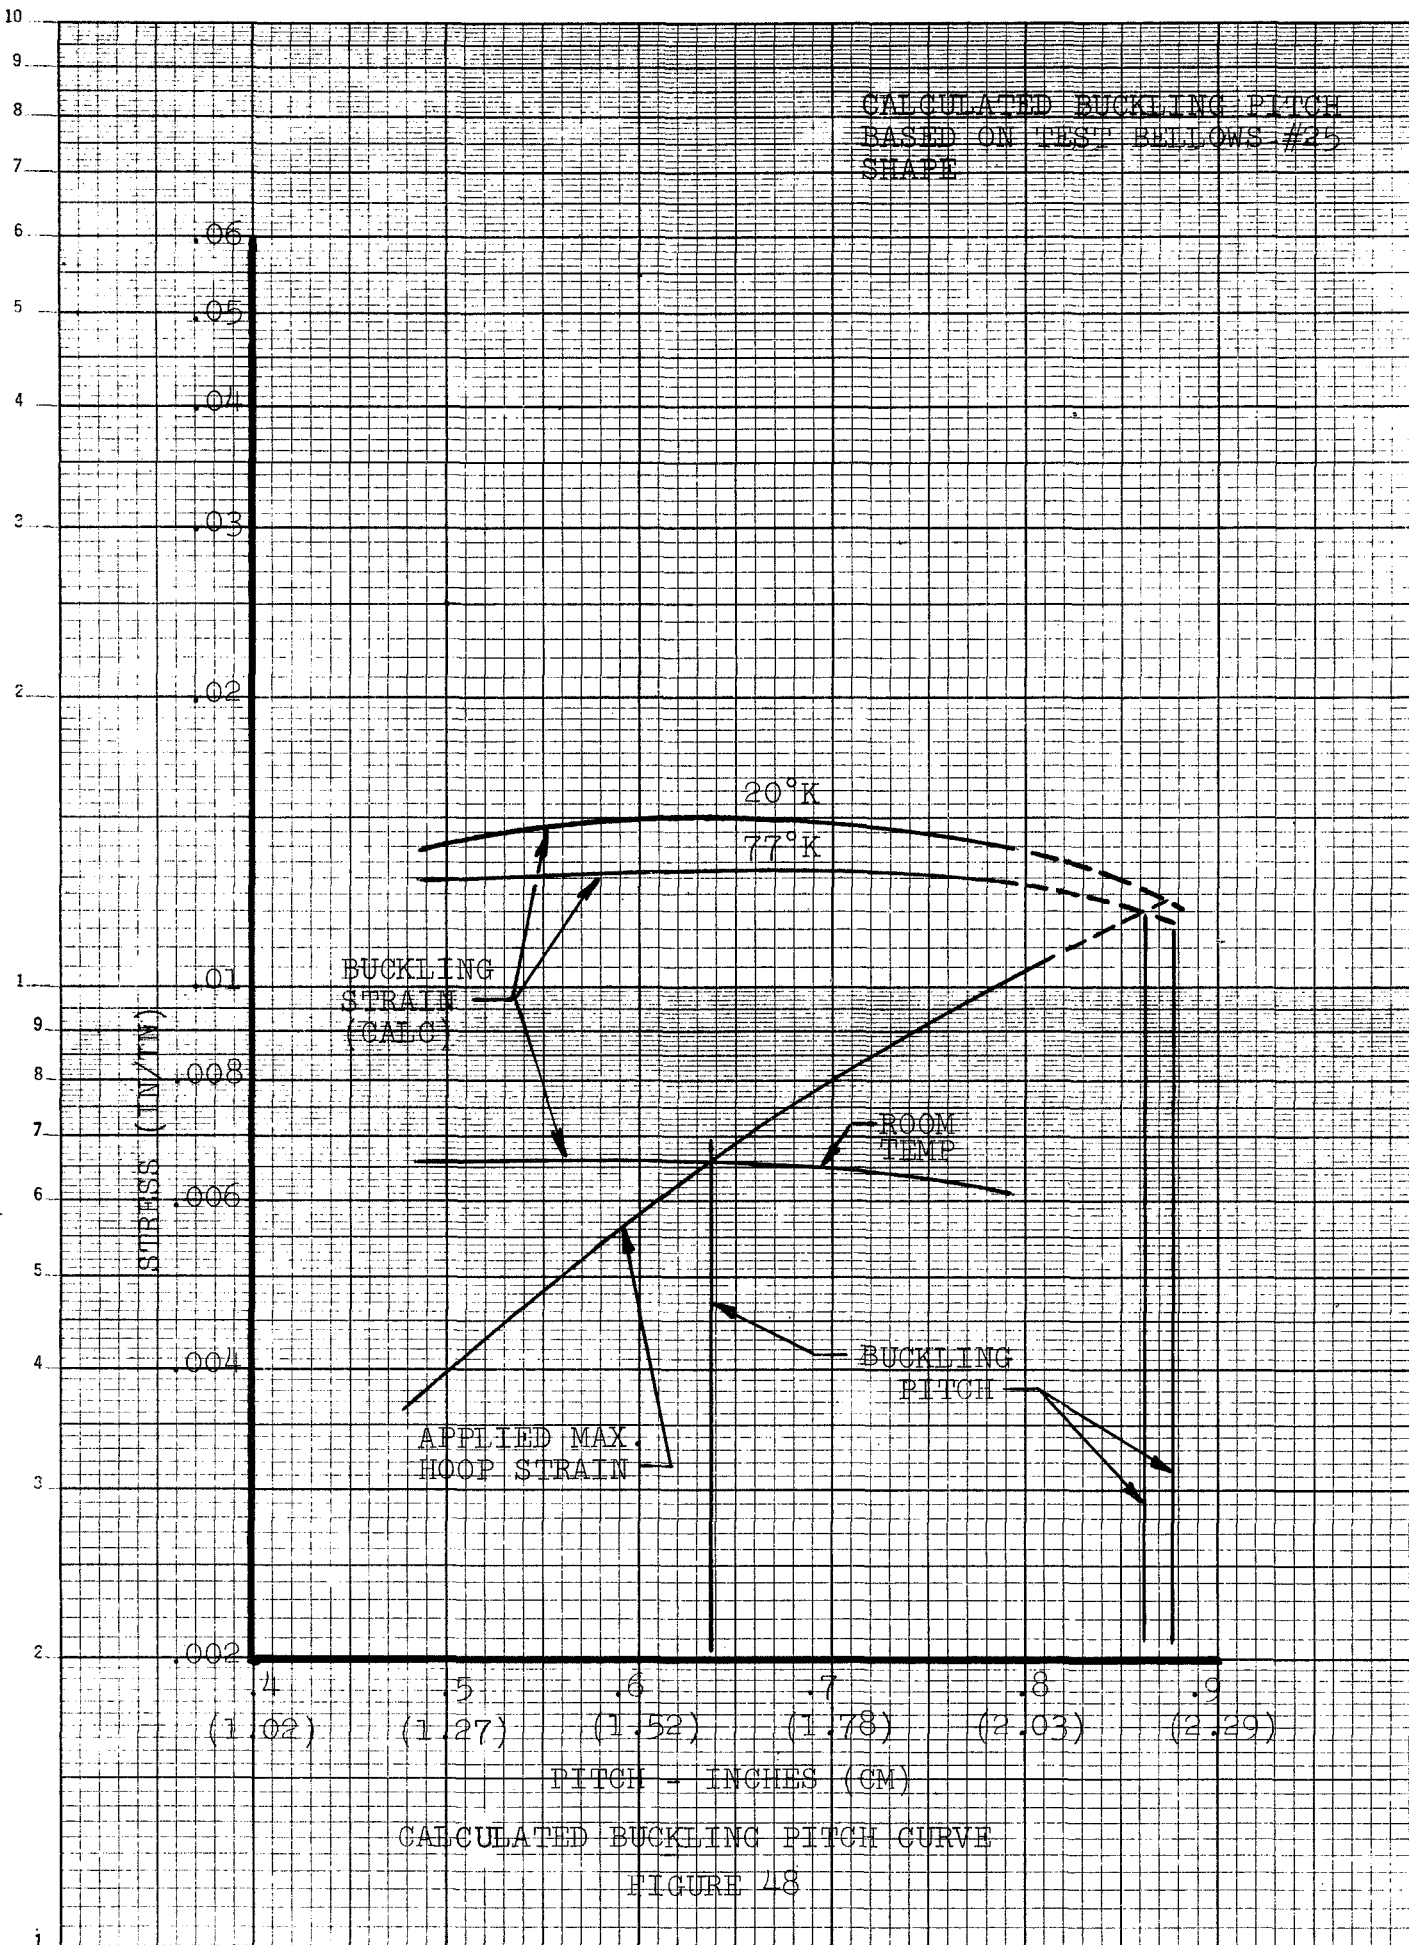 10
9
8
7
6
5
4
3
2
1
9
8
7
6
5
4
3
2
1
CALCULATED BUCKLING PITCH
BASED ON TEST BELLOWS #25
SHAPE
.06
.05
.04
.03
.02
.01
.008
.006
.004
.002
STRESS (IN/IN)
20°K
77°K
BUCKLING
STRAIN
(CALC)
ROOM
TEMP
BUCKLING
PITCH
APPLIED MAX.
HOOP STRAIN
.4 .5 .6 .7 .8 .9
(1.02) (1.27) (1.52) (1.78) (2.03) (2.29)
PITCH - INCHES (CM)
CALCULATED BUCKLING PITCH CURVE
FIGURE 48